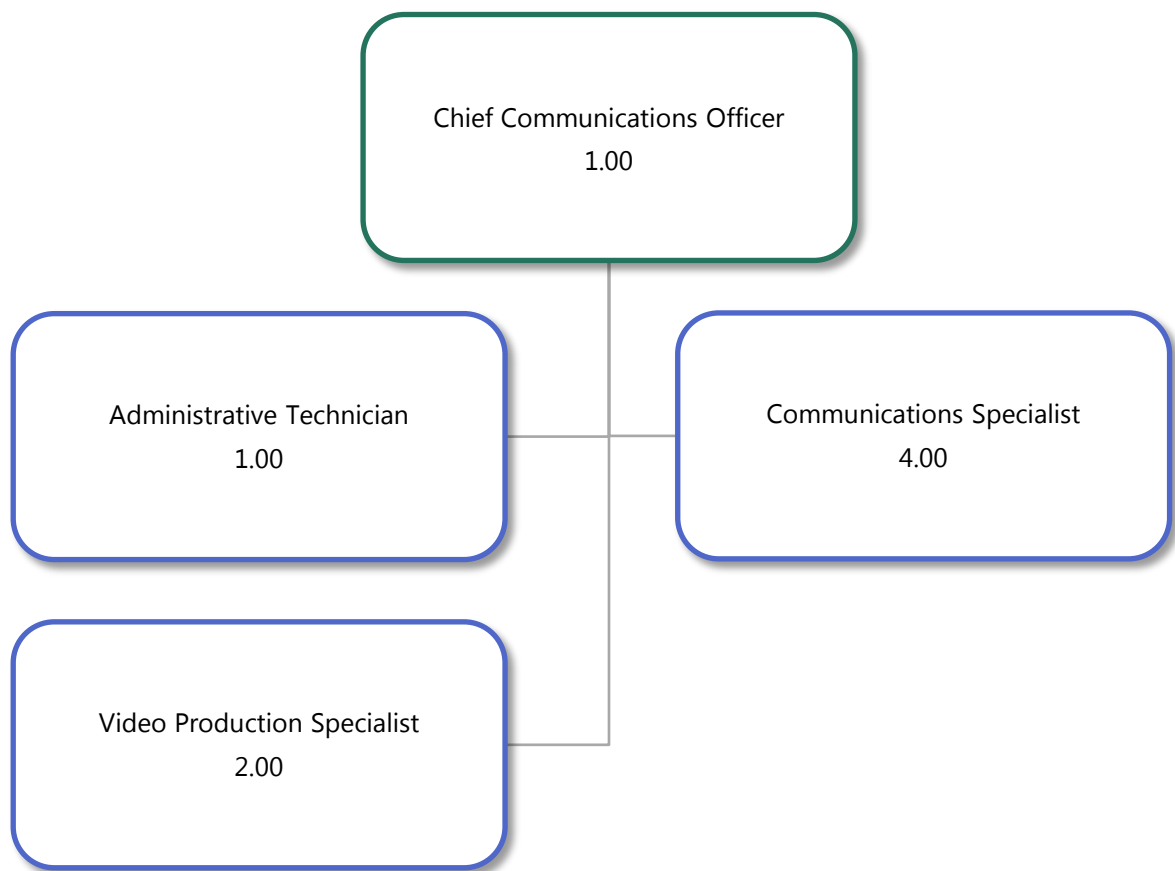 Chief Communications Officer
1.00
Administrative Technician
1.00
Communications Specialist
4.00
Video Production Specialist
2.00